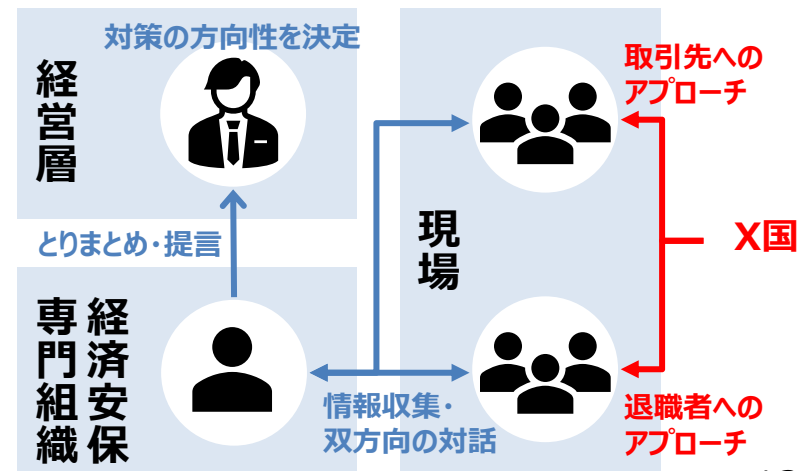 対策の方向性を決定
経営層
とりまとめ・提言
経済安保
専門組織
現場
情報収集・
双方向の対話
取引先への
アプローチ
X国
退職者への
アプローチ